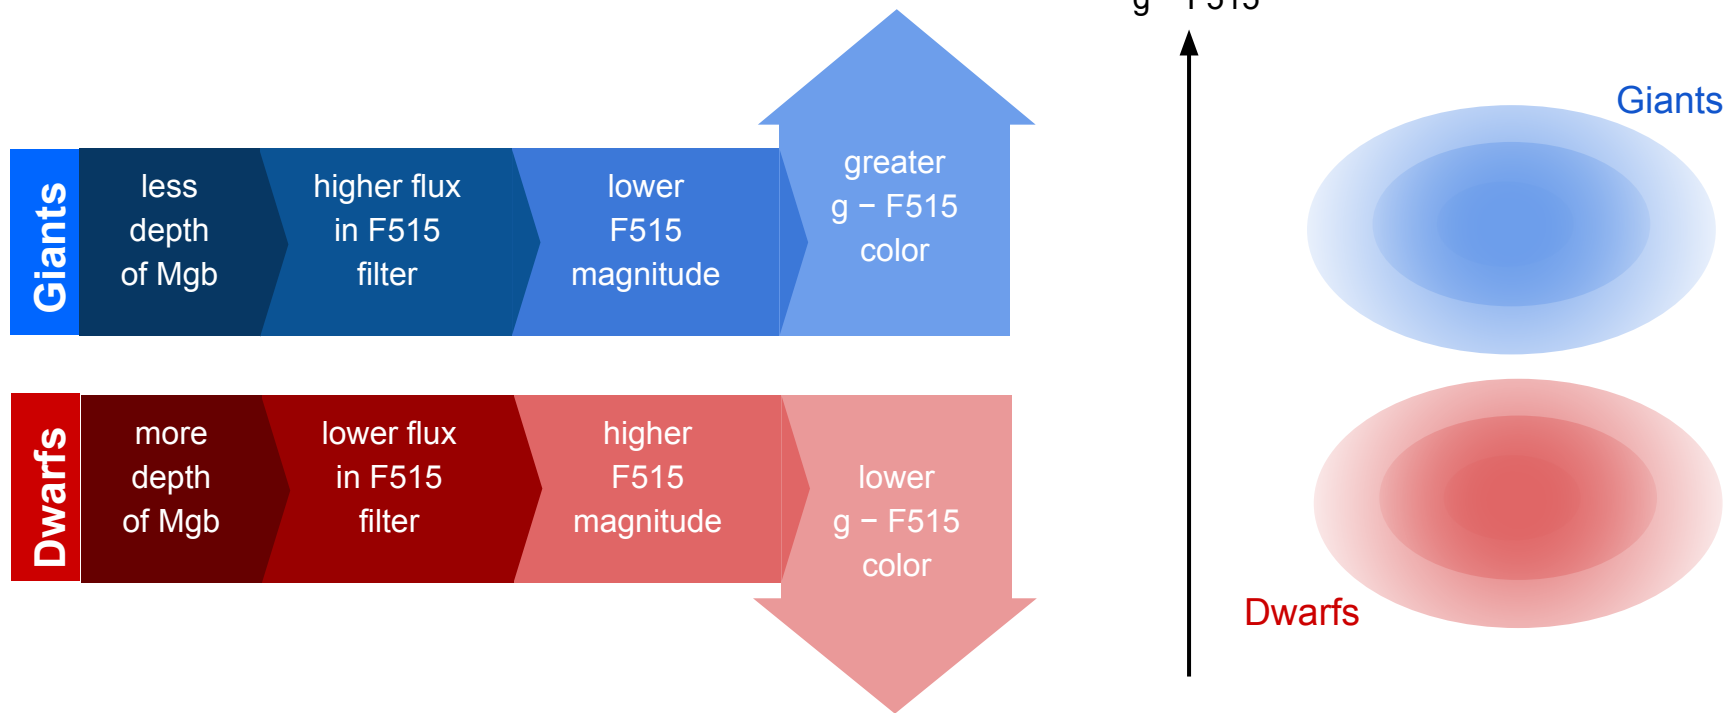 g − F515
Giants
less
depth
of Mgb
higher flux
in F515
filter
lower
F515
magnitude
greater
g − F515
color
Giants
Dwarfs
more
depth
of Mgb
lower flux
in F515
filter
higher
F515
magnitude
lower
g − F515
color
Dwarfs